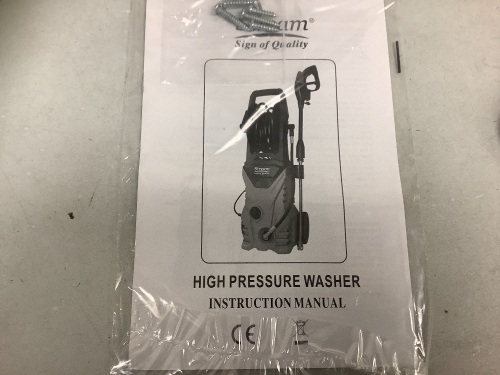 Sign of Quality
HIGH PRESSURE WASHER
INSTRUCTION MANUAL
CE